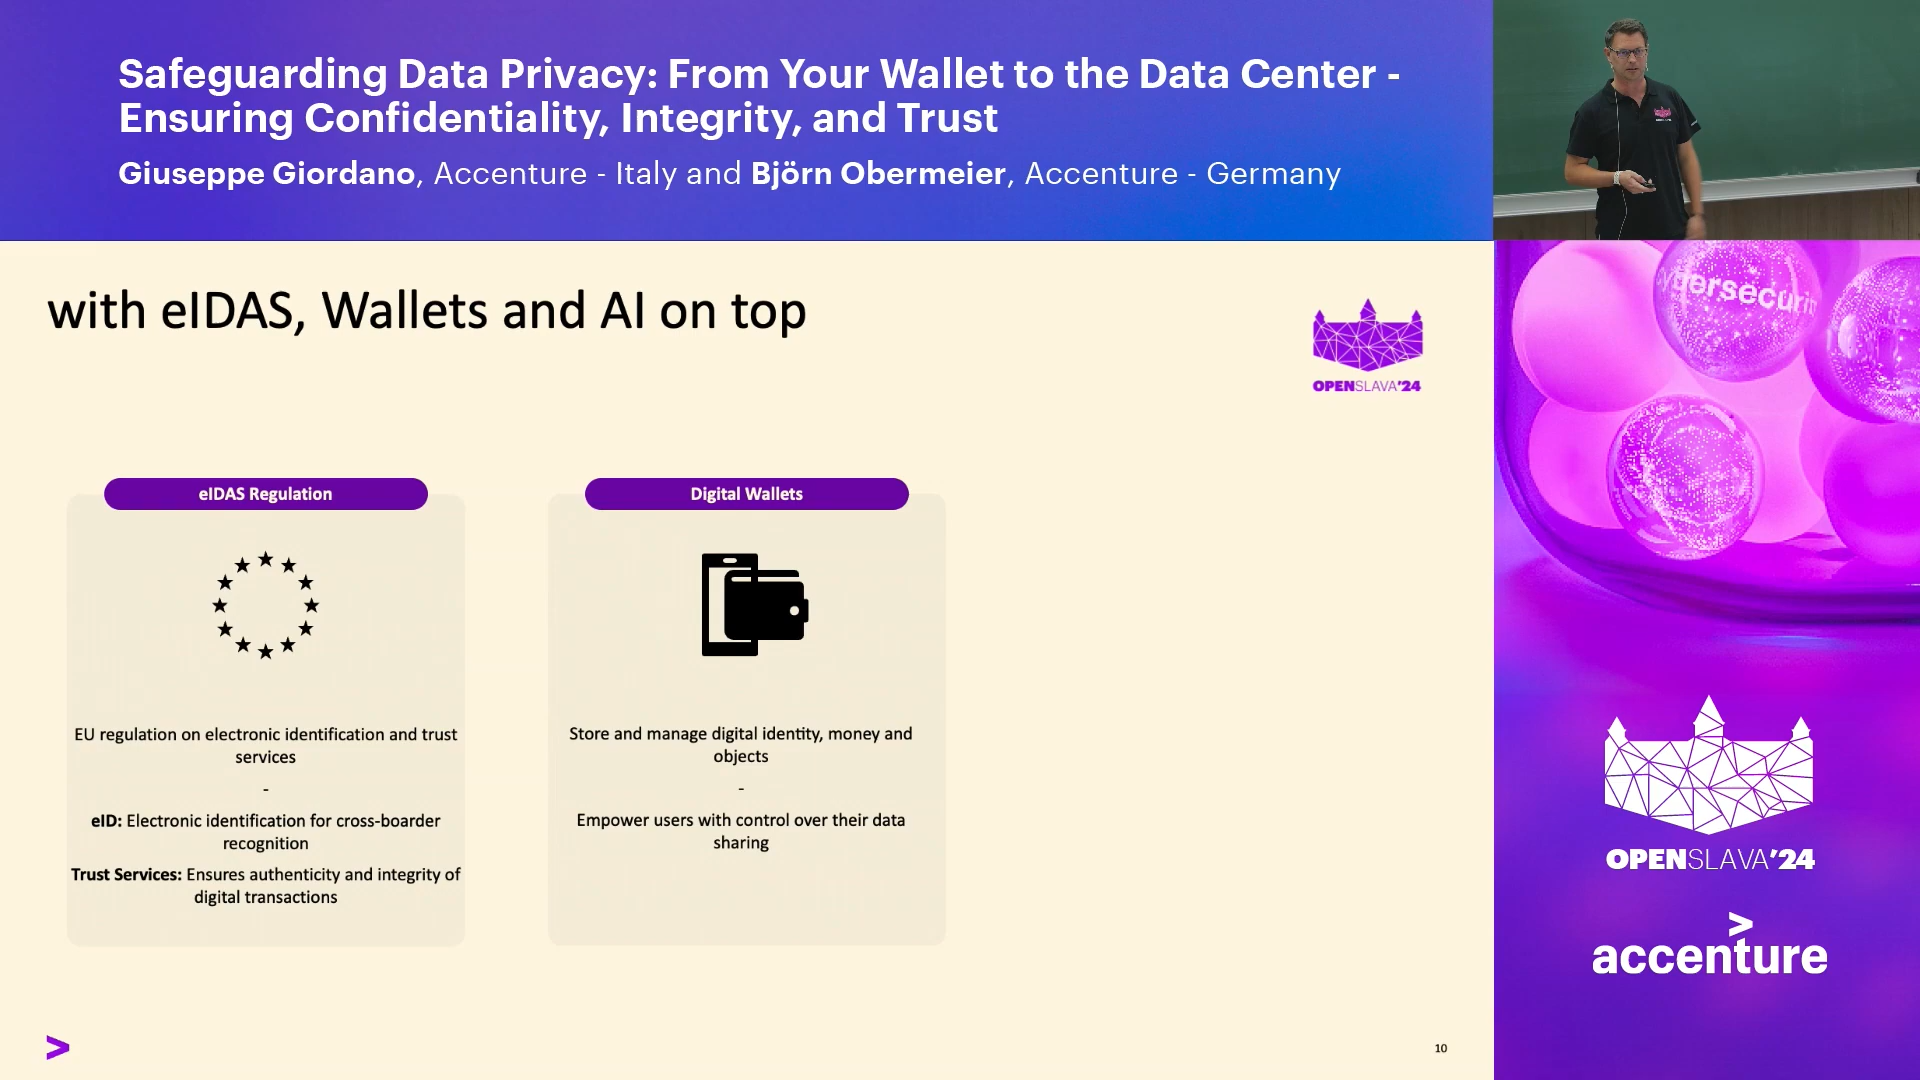 Safeguarding Data Privacy: From Your Wallet to the Data Center -
Ensuring Confidentiality, Integrity, and Trust
Giuseppe Giordano, Accenture - Italy and Björn Obermeier, Accenture - Germany
with eIDAS, Wallets and AI on top
OPENSLAVA'24
eIDAS Regulation
EU regulation on electronic identification and trust
services
-
eID: Electronic identification for cross-boarder
recognition
Trust Services: Ensures authenticity and integrity of
digital transactions
Digital Wallets
Store and manage digital identity, money and
objects
-
Empower users with control over their data
sharing
>
10
OPENSLAVA'24
accenture